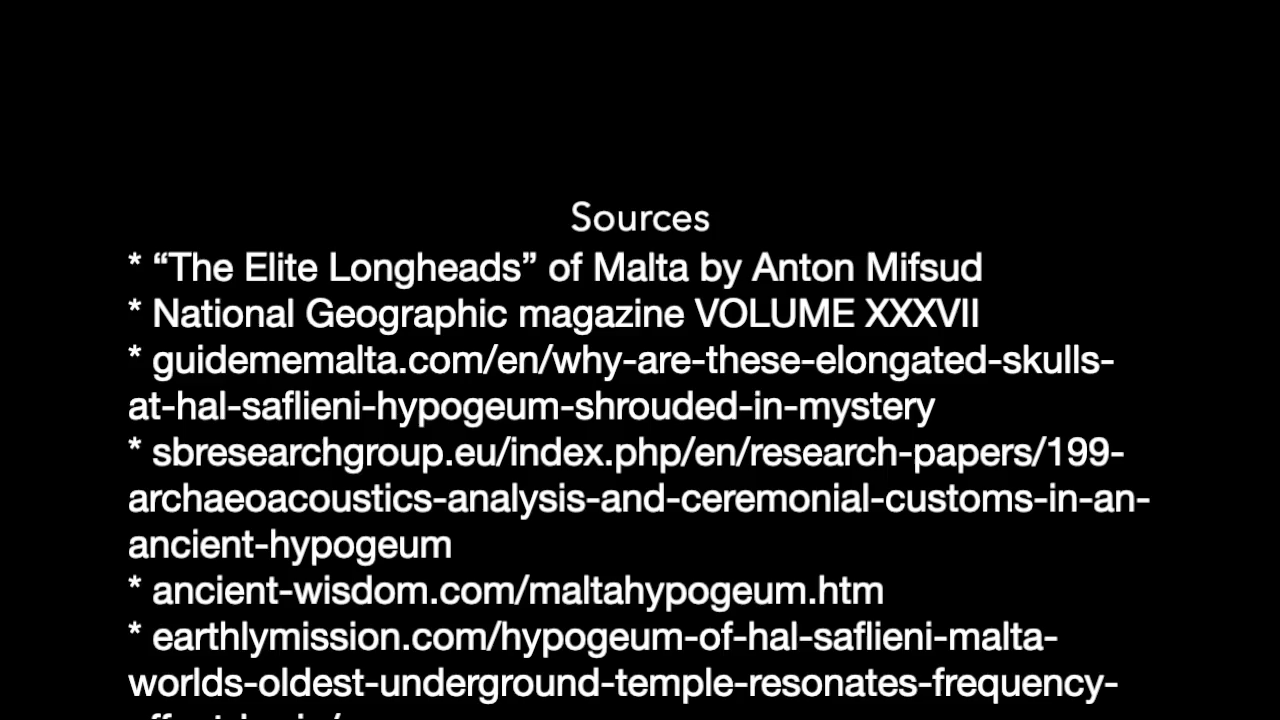 Sources
* “The Elite Longheads” of Malta by Anton Mifsud
* National Geographic magazine VOLUME XXXVII
* guidememalta.com/en/why-are-these-elongated-skulls-
at-hal-saflieni-hypogeum-shrouded-in-mystery
* sbresearchgroup.eu/index.php/en/research-papers/199-
archaeoacoustics-analysis-and-ceremonial-customs-in-an-
ancient-hypogeum
* ancient-wisdom.com/maltahypogeum.htm
* earthlymission.com/hypogeum-of-hal-saflieni-malta-
worlds-oldest-underground-temple-resonates-frequency-